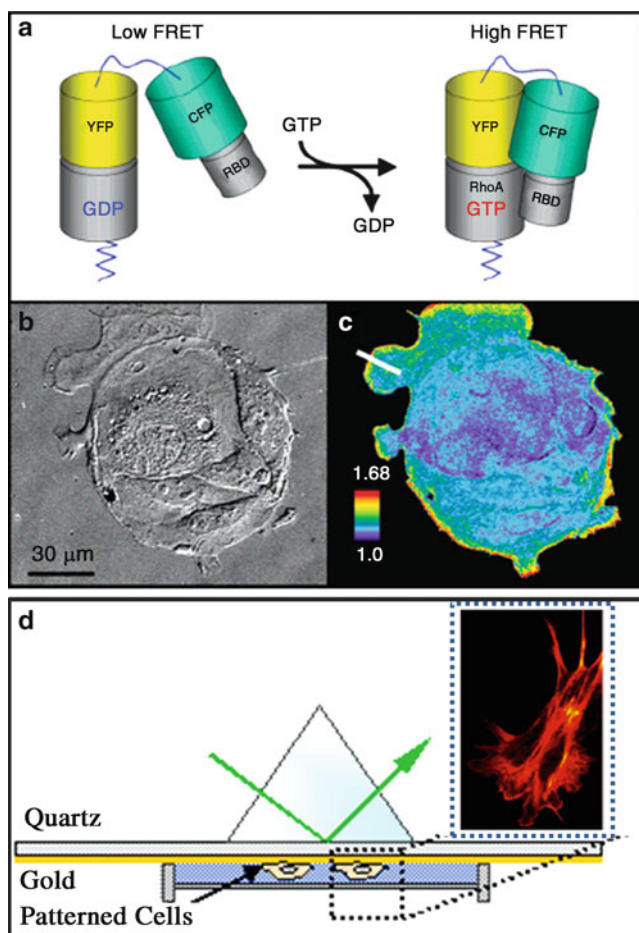 a
Low FRET
High FRET
YFP
CFP
RBD
GDP
GTP
GDP
YFP
CFP
RhoA
GTP
RBD
b
30 μm
c
1.68
1.0
d
Quartz
Gold
Patterned Cells